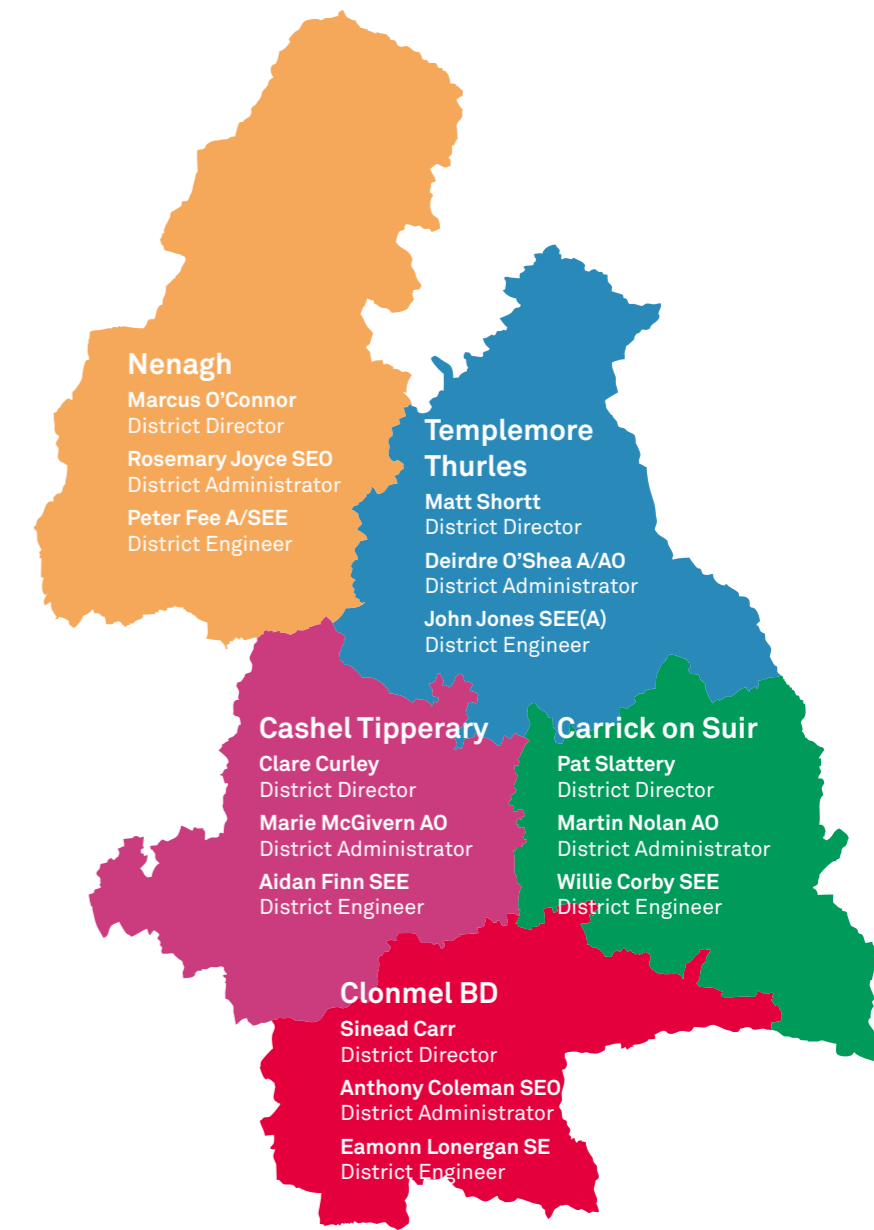 Nenagh
Marcus O’Connor
District Director
Rosemary Joyce SEO
District Administrator
Peter Fee A/SEE
District Engineer
Templemore
Thurles
Matt Shortt
District Director
Deirdre O’Shea A/AO
District Administrator
John Jones SEE(A)
District Engineer
Cashel Tipperary
Clare Curley
District Director
Marie McGivern AO
District Administrator
Aidan Finn SEE
District Engineer
Carrick on Suir
Pat Slattery
District Director
Martin Nolan AO
District Administrator
Willie Corby SEE
District Engineer
Clonmel BD
Sinead Carr
District Director
Anthony Coleman SEO
District Administrator
Eamonn Lonergan SE
District Engineer